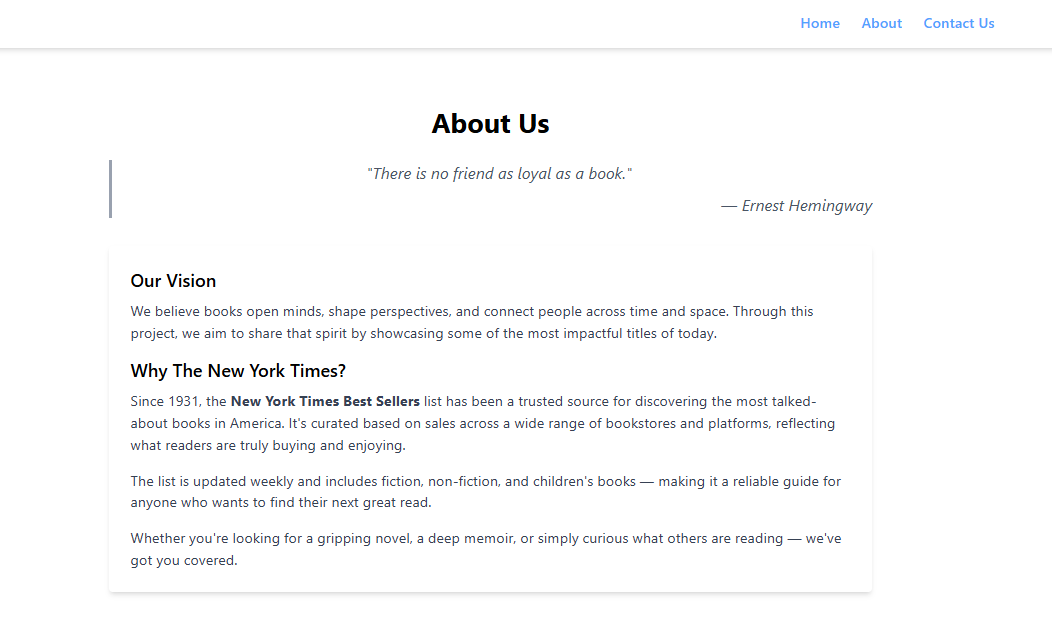 Home About Contact Us
About Us
"There is no friend as loyal as a book."
— Ernest Hemingway
Our Vision
We believe books open minds, shape perspectives, and connect people across time and space. Through this
project, we aim to share that spirit by showcasing some of the most impactful titles of today.
Why The New York Times?
Since 1931, the New York Times Best Sellers list has been a trusted source for discovering the most talked-
about books in America. It's curated based on sales across a wide range of bookstores and platforms, reflecting
what readers are truly buying and enjoying.
The list is updated weekly and includes fiction, non-fiction, and children's books — making it a reliable guide for
anyone who wants to find their next great read.
Whether you're looking for a gripping novel, a deep memoir, or simply curious what others are reading — we've
got you covered.